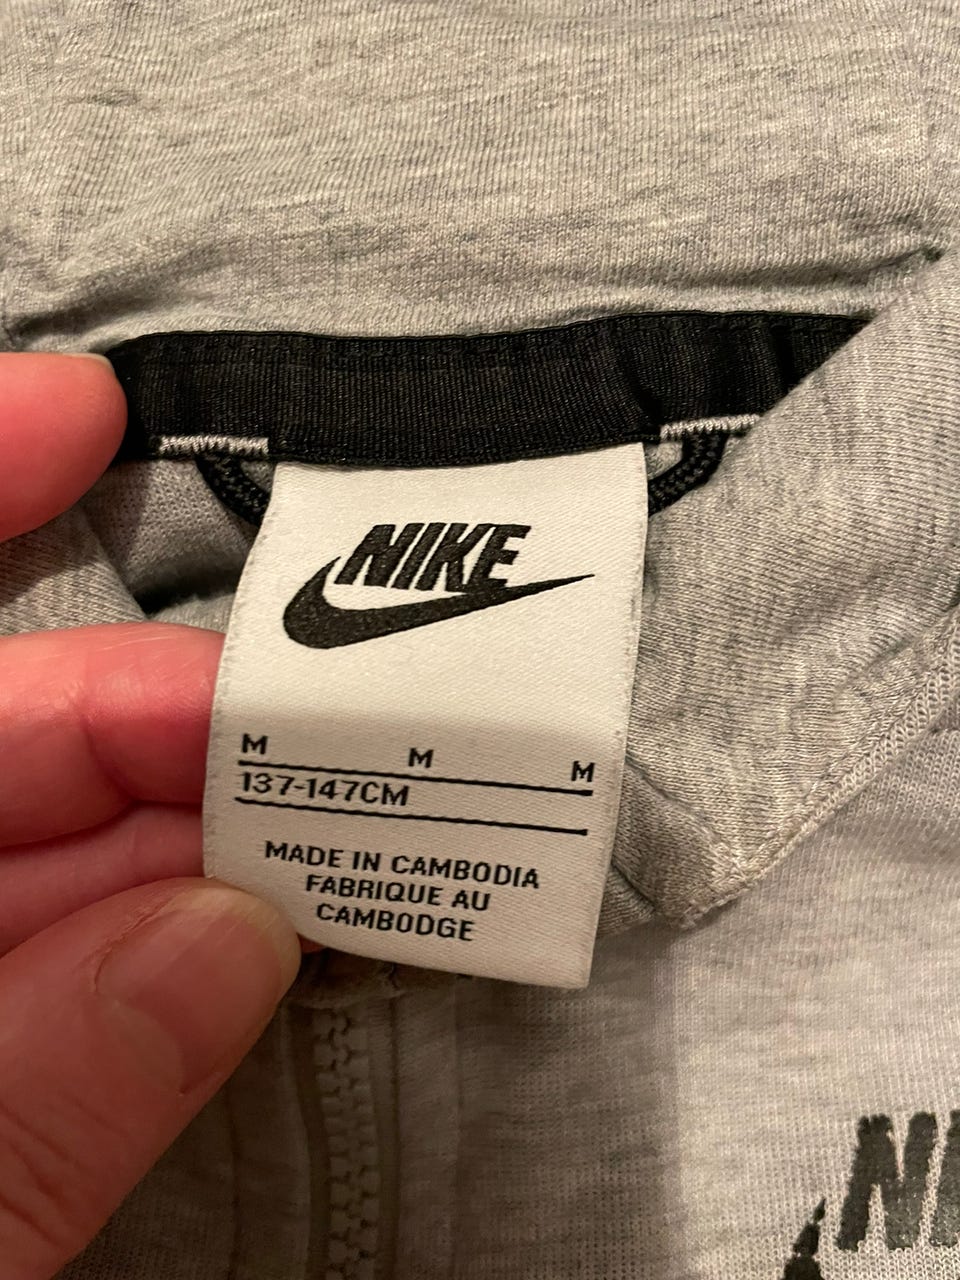 NIKE
M M M
137-147CM
MADE IN CAMBODIA
FABRIQUE AU
CAMBODGE